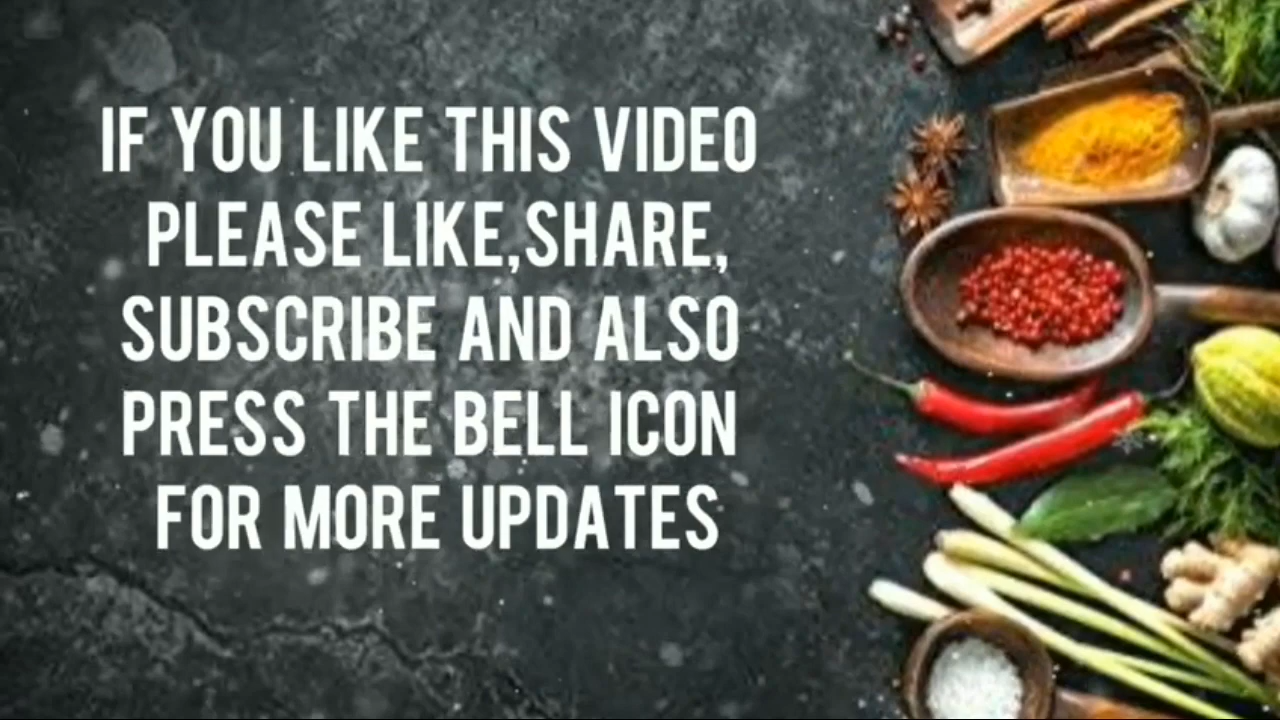 IF YOU LIKE THIS VIDEO
PLEASE LIKE,SHARE,
SUBSCRIBE AND ALSO
PRESS THE BELL ICON
FOR MORE UPDATES